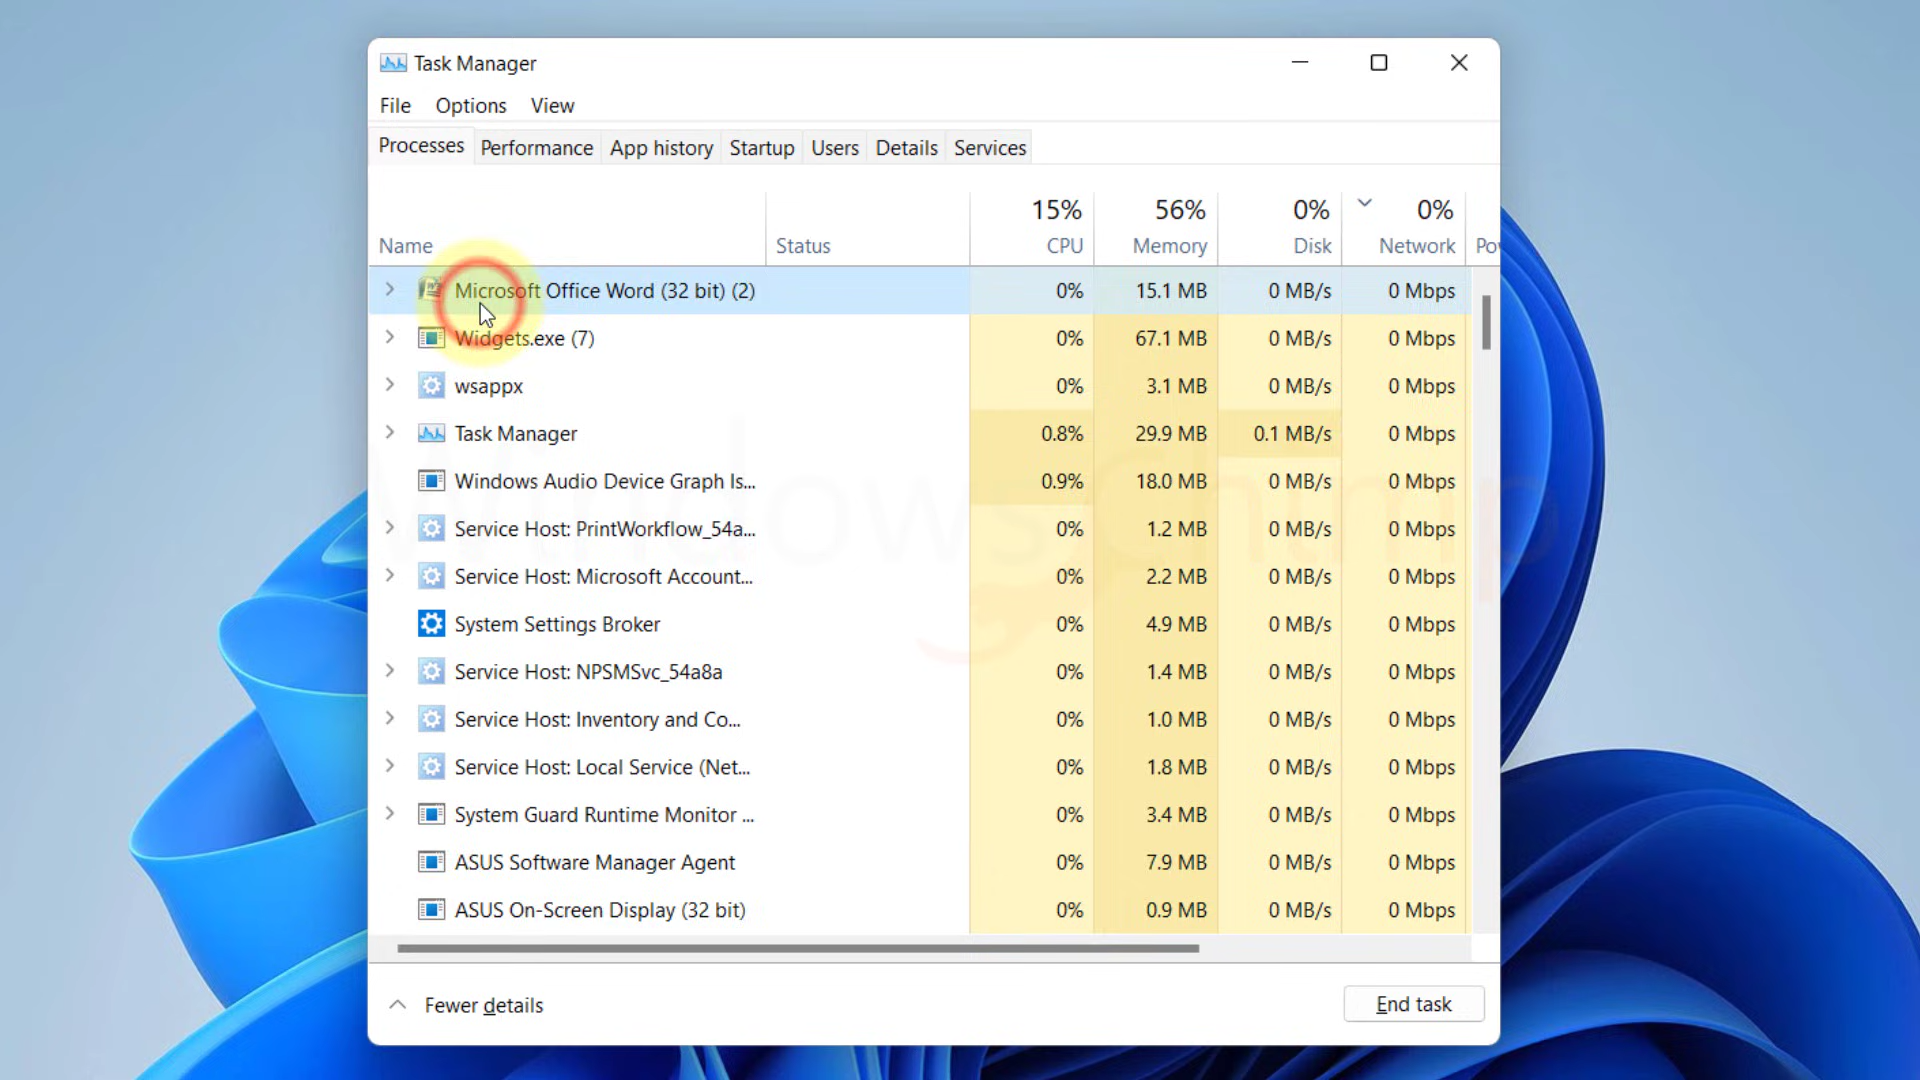 Task Manager
File Options View
Processes Performance App history Startup Users Details Services
15% 56% 0% 0%
Name Status CPU Memory Disk Network Po
Microsoft Office Word (32 bit) (2) 0% 15.1 MB 0 MB/s 0 Mbps
Widgets.exe (7) 0% 67.1 MB 0 MB/s 0 Mbps
wsappx 0% 3.1 MB 0 MB/s 0 Mbps
Task Manager 0.8% 29.9 MB 0.1 MB/s 0 Mbps
Windows Audio Device Graph Is... 0.9% 18.0 MB 0 MB/s 0 Mbps
Service Host: PrintWorkflow_54a... 0% 1.2 MB 0 MB/s 0 Mbps
Service Host: Microsoft Account... 0% 2.2 MB 0 MB/s 0 Mbps
System Settings Broker 0% 4.9 MB 0 MB/s 0 Mbps
Service Host: NPSMSvc_54a8a 0% 1.4 MB 0 MB/s 0 Mbps
Service Host: Inventory and Co... 0% 1.0 MB 0 MB/s 0 Mbps
Service Host: Local Service (Net... 0% 1.8 MB 0 MB/s 0 Mbps
System Guard Runtime Monitor ... 0% 3.4 MB 0 MB/s 0 Mbps
ASUS Software Manager Agent 0% 7.9 MB 0 MB/s 0 Mbps
ASUS On-Screen Display (32 bit) 0% 0.9 MB 0 MB/s 0 Mbps
Fewer details End task